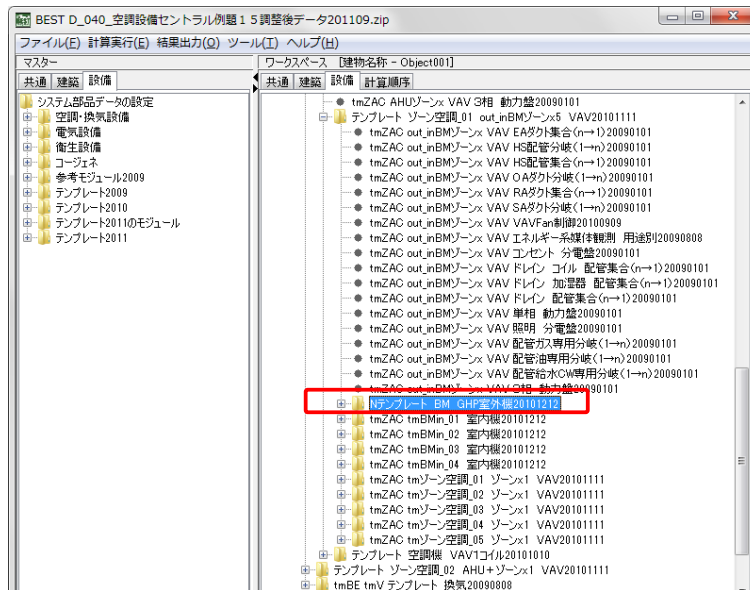 BEST D_040_空調設備セントラル例題15調整後データ201109.zip
ファイル(F) 計算実行(E) 結果出力(O) ツール(T) ヘルプ(H)
マスター
共通 建築 設備
システム部品データの設定
空調・換気設備
電気設備
衛生設備
コージェネ
参考モジュール2009
テンプレート2009
テンプレート2010
テンプレート2011のモジュール
テンプレート2011
ワークスペース [建物名称 - Object001]
共通 建築 設備 計算順序
tmZAC AHUゾーンx VAV 3相 動力盤20090101
テンプレート ゾーン空調_01 out_inBMゾーンx5 VAV20101111
tmZAC out_inBMゾーンx VAV EAダクト集合(n→1)20090101
tmZAC out_inBMゾーンx VAV HS配管分岐(1→n)20090101
tmZAC out_inBMゾーンx VAV HS配管集合(n→1)20090101
tmZAC out_inBMゾーンx VAV OAダクト分岐(1→n)20090101
tmZAC out_inBMゾーンx VAV RAダクト集合(n→1)20090101
tmZAC out_inBMゾーンx VAV SAダクト分岐(1→n)20090101
tmZAC out_inBMゾーンx VAV VAVFan制御20100909
tmZAC out_inBMゾーンx VAV エネルギー系媒体観測 用途別20090808
tmZAC out_inBMゾーンx VAV コンセント 分電盤20090101
tmZAC out_inBMゾーンx VAV ドレイン コイル 配管集合(n→1)20090101
tmZAC out_inBMゾーンx VAV ドレイン 加湿器 配管集合(n→1)20090101
tmZAC out_inBMゾーンx VAV ドレイン 配管集合(n→1)20090101
tmZAC out_inBMゾーンx VAV 単相 動力盤20090101
tmZAC out_inBMゾーンx VAV 照明 分電盤20090101
tmZAC out_inBMゾーンx VAV 配管ガス専用分岐(1→n)20090101
tmZAC out_inBMゾーンx VAV 配管油専用分岐(1→n)20090101
tmZAC out_inBMゾーンx VAV 配管給水CW専用分岐(1→n)20090101
tmZAC out_inBMゾーンx VAV 3相 動力盤20090101
Nテンプレート BM GHP室外機20101212
tmZAC tmBMin_01 室内機20101212
tmZAC tmBMin_02 室内機20101212
tmZAC tmBMin_03 室内機20101212
tmZAC tmBMin_04 室内機20101212
tmZAC tmゾーン空調_01 ゾーンx1 VAV20101111
tmZAC tmゾーン空調_02 ゾーンx1 VAV20101111
tmZAC tmゾーン空調_03 ゾーンx1 VAV20101111
tmZAC tmゾーン空調_04 ゾーンx1 VAV20101111
tmZAC tmゾーン空調_05 ゾーンx1 VAV20101111
テンプレート 空調機 VAV1コイル20101010
テンプレート ゾーン空調_02 AHU+ゾーンx1 VAV20101111
tmBE tmV テンプレート 換気20090808